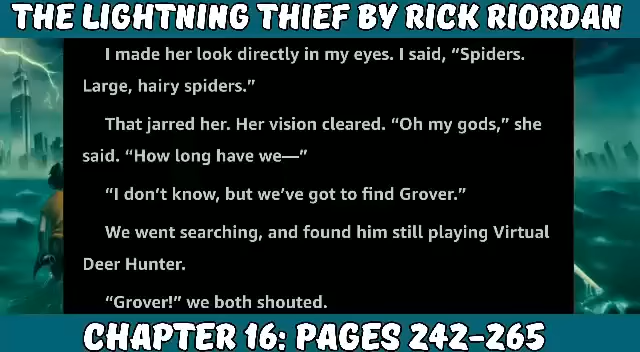 THE LIGHTNING THIEF BY RICK RIORDAN
I made her look directly in my eyes. I said, “Spiders.
Large, hairy spiders.”
That jarred her. Her vision cleared. “Oh my gods,” she
said. “How long have we—”
“I don’t know, but we’ve got to find Grover.”
We went searching, and found him still playing Virtual
Deer Hunter.
“Grover!” we both shouted.
CHAPTER 16: PAGES 242-265